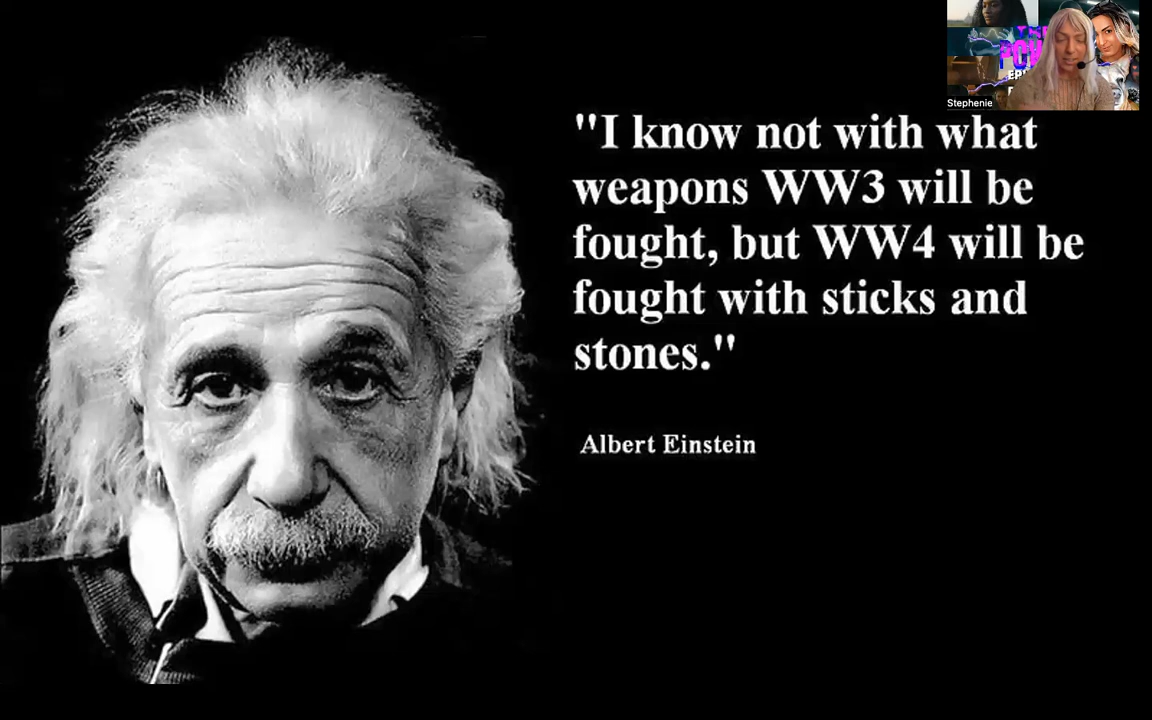 Stephenie
"I know not with what
weapons WW3 will be
fought, but WW4 will be
fought with sticks and
stones."
Albert Einstein